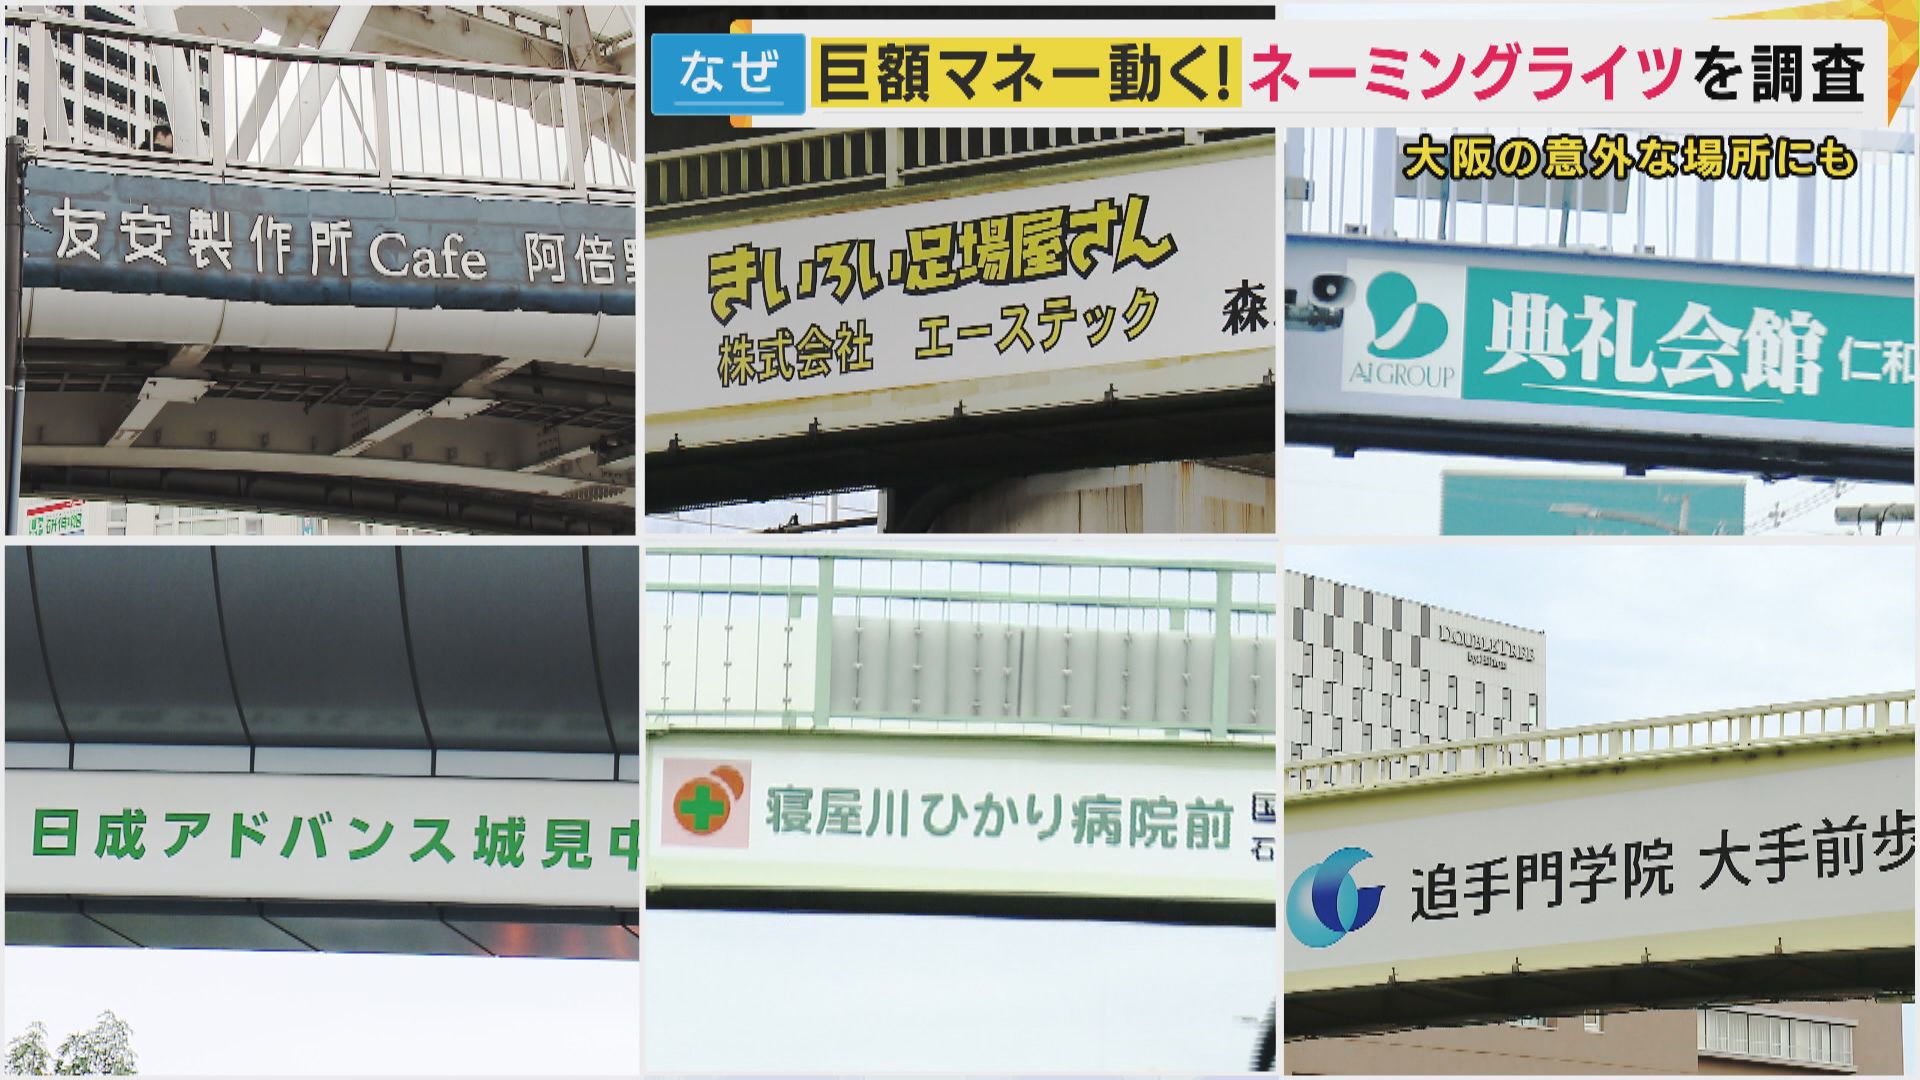 なぜ 巨額マネー動く!ネーミングライツを調査
大阪の意外な場所にも
友安製作所Cafe 阿倍野
きいろい足場屋さん
株式会社 エーステック 森
AiGROUP
典礼会館 仁和
日成アドバンス城見中
寝屋川ひかり病院前 国
石
DOUBLETREE
by Hilton
追手門学院 大手前歩